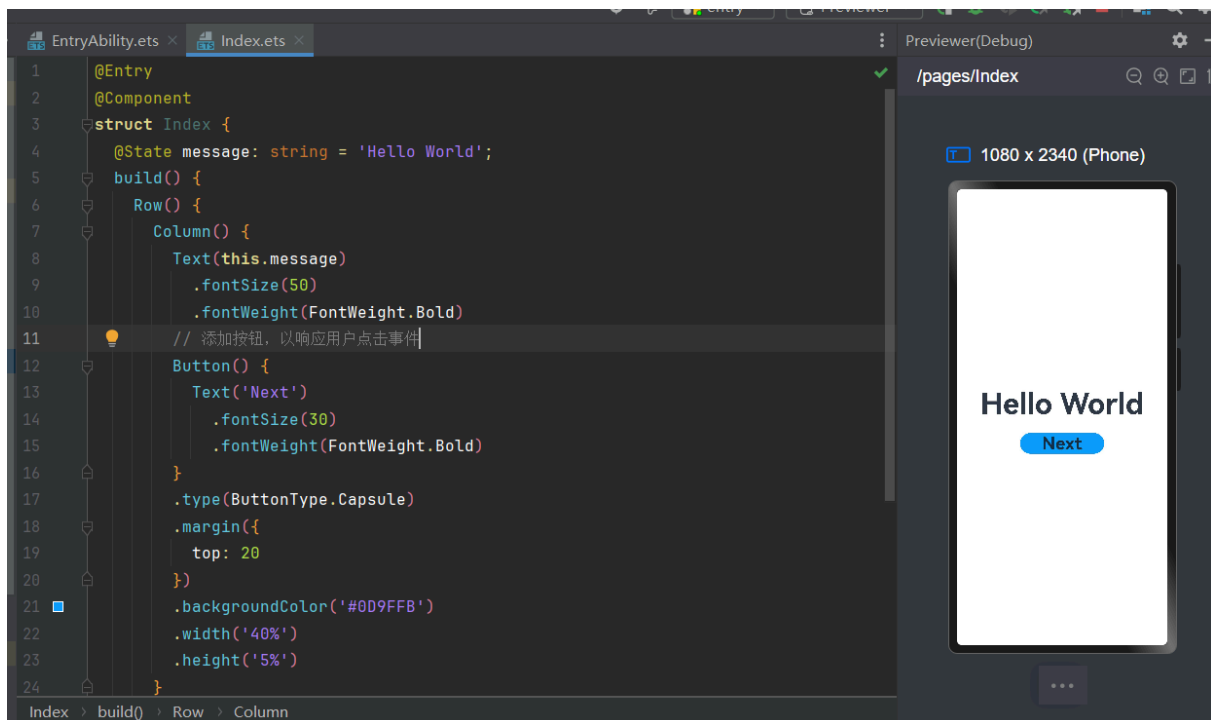 entry
Previewer
EntryAbility.ets
Index.ets
Previewer(Debug)
/pages/Index
1080 x 2340 (Phone)
Hello World
Next
1 @Entry
2 @Component
3 struct Index {
4 @State message: string = 'Hello World';
5 build() {
6 Row() {
7 Column() {
8 Text(this.message)
9 .fontSize(50)
10 .fontWeight(FontWeight.Bold)
11 // 添加按钮，以响应用户点击事件
12 Button() {
13 Text('Next')
14 .fontSize(30)
15 .fontWeight(FontWeight.Bold)
16 }
17 .type(ButtonType.Capsule)
18 .margin({
19 top: 20
20 })
21 .backgroundColor('#0D9FFB')
22 .width('40%')
23 .height('5%')
24 }
Index > build() > Row > Column